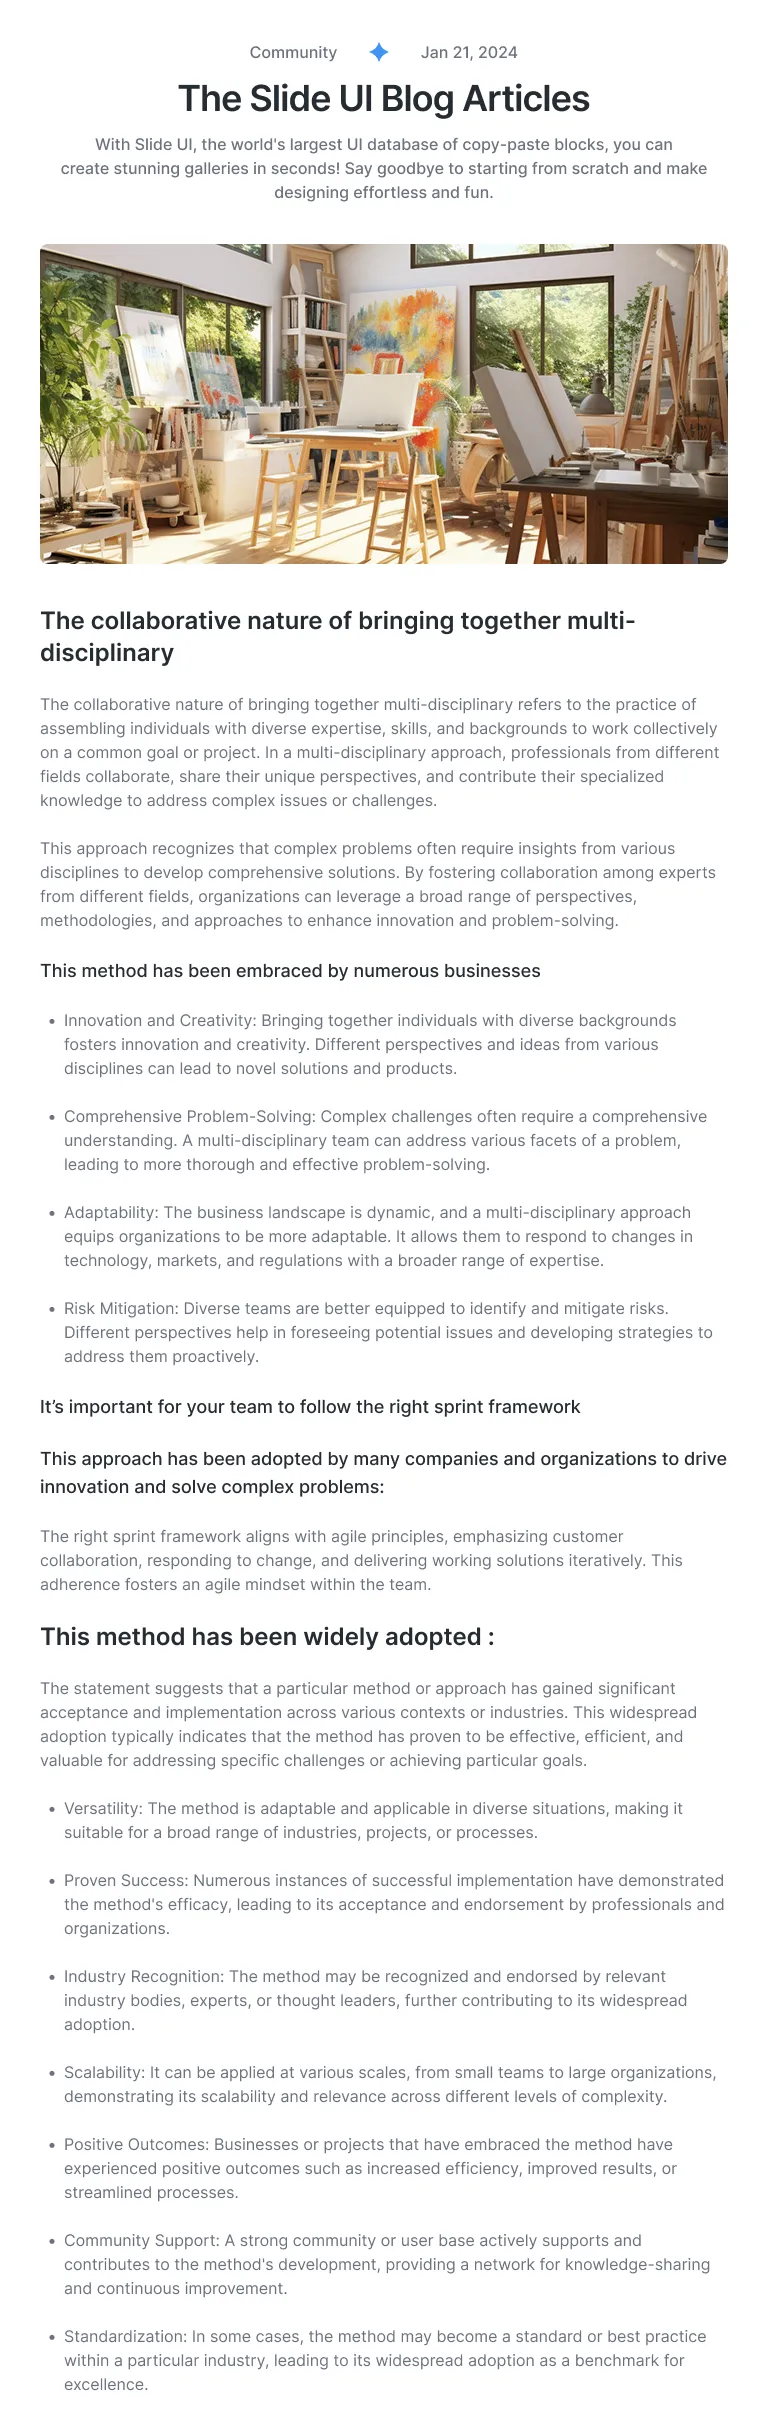 Community
Jan 21, 2024
The Slide UI Blog Articles
With Slide UI, the world's largest UI database of copy-paste blocks, you can
create stunning galleries in seconds! Say goodbye to starting from scratch and make
designing effortless and fun.
The collaborative nature of bringing together multi-
disciplinary
The collaborative nature of bringing together multi-disciplinary refers to the practice of
assembling individuals with diverse expertise, skills, and backgrounds to work collectively
on a common goal or project. In a multi-disciplinary approach, professionals from different
fields collaborate, share their unique perspectives, and contribute their specialized
knowledge to address complex issues or challenges.
This approach recognizes that complex problems often require insights from various
disciplines to develop comprehensive solutions. By fostering collaboration among experts
from different fields, organizations can leverage a broad range of perspectives,
methodologies, and approaches to enhance innovation and problem-solving.
This method has been embraced by numerous businesses
• Innovation and Creativity: Bringing together individuals with diverse backgrounds
fosters innovation and creativity. Different perspectives and ideas from various
disciplines can lead to novel solutions and products.
• Comprehensive Problem-Solving: Complex challenges often require a comprehensive
understanding. A multi-disciplinary team can address various facets of a problem,
leading to more thorough and effective problem-solving.
• Adaptability: The business landscape is dynamic, and a multi-disciplinary approach
equips organizations to be more adaptable. It allows them to respond to changes in
technology, markets, and regulations with a broader range of expertise.
• Risk Mitigation: Diverse teams are better equipped to identify and mitigate risks.
Different perspectives help in foreseeing potential issues and developing strategies to
address them proactively.
It’s important for your team to follow the right sprint framework
This approach has been adopted by many companies and organizations to drive
innovation and solve complex problems:
The right sprint framework aligns with agile principles, emphasizing customer
collaboration, responding to change, and delivering working solutions iteratively. This
adherence fosters an agile mindset within the team.
This method has been widely adopted :
The statement suggests that a particular method or approach has gained significant
acceptance and implementation across various contexts or industries. This widespread
adoption typically indicates that the method has proven to be effective, efficient, and
valuable for addressing specific challenges or achieving particular goals.
• Versatility: The method is adaptable and applicable in diverse situations, making it
suitable for a broad range of industries, projects, or processes.
• Proven Success: Numerous instances of successful implementation have demonstrated
the method's efficacy, leading to its acceptance and endorsement by professionals and
organizations.
• Industry Recognition: The method may be recognized and endorsed by relevant
industry bodies, experts, or thought leaders, further contributing to its widespread
adoption.
• Scalability: It can be applied at various scales, from small teams to large organizations,
demonstrating its scalability and relevance across different levels of complexity.
• Positive Outcomes: Businesses or projects that have embraced the method have
experienced positive outcomes such as increased efficiency, improved results, or
streamlined processes.
• Community Support: A strong community or user base actively supports and
contributes to the method's development, providing a network for knowledge-sharing
and continuous improvement.
• Standardization: In some cases, the method may become a standard or best practice
within a particular industry, leading to its widespread adoption as a benchmark for
excellence.